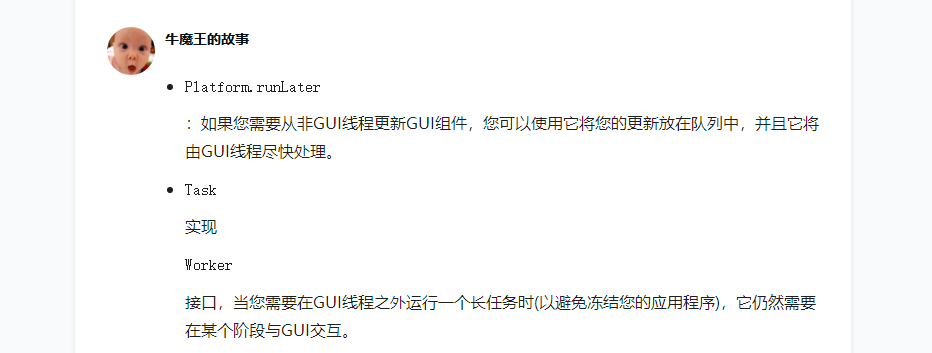 牛魔王的故事
Platform.runLater
：如果您需要从非GUI线程更新GUI组件，您可以使用它将您的更新放在队列中，并且它将
由GUI线程尽快处理。
Task
实现
Worker
接口，当您需要在GUI线程之外运行一个长任务时(以避免冻结您的应用程序)，它仍然需要
在某个阶段与GUI交互。